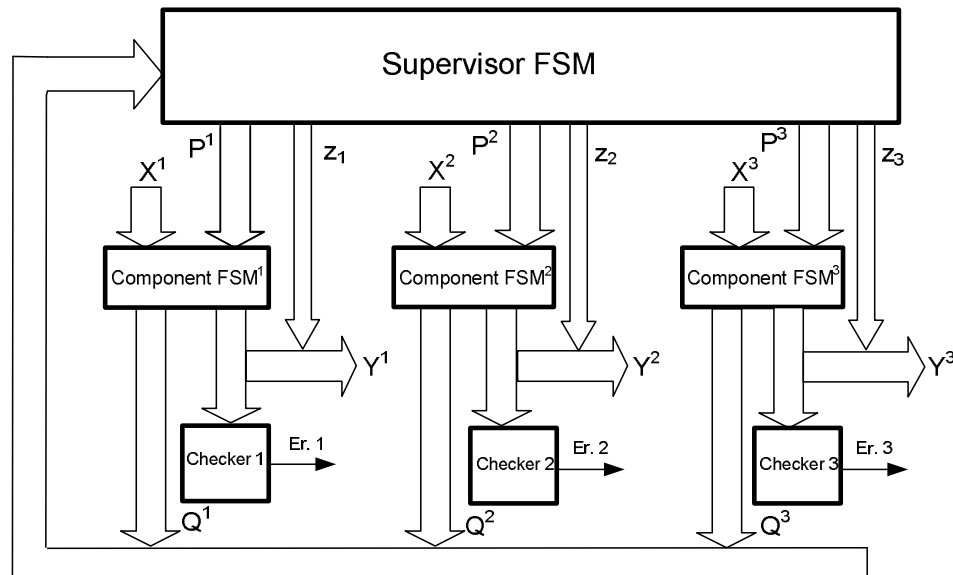 Supervisor FSM
P¹
z₁
P²
z₂
P³
z₃
X¹
X²
X³
Component FSM¹
Component FSM²
Component FSM³
Y¹
Y²
Y³
Checker 1
Er. 1
Checker 2
Er. 2
Checker 3
Er. 3
Q¹
Q²
Q³